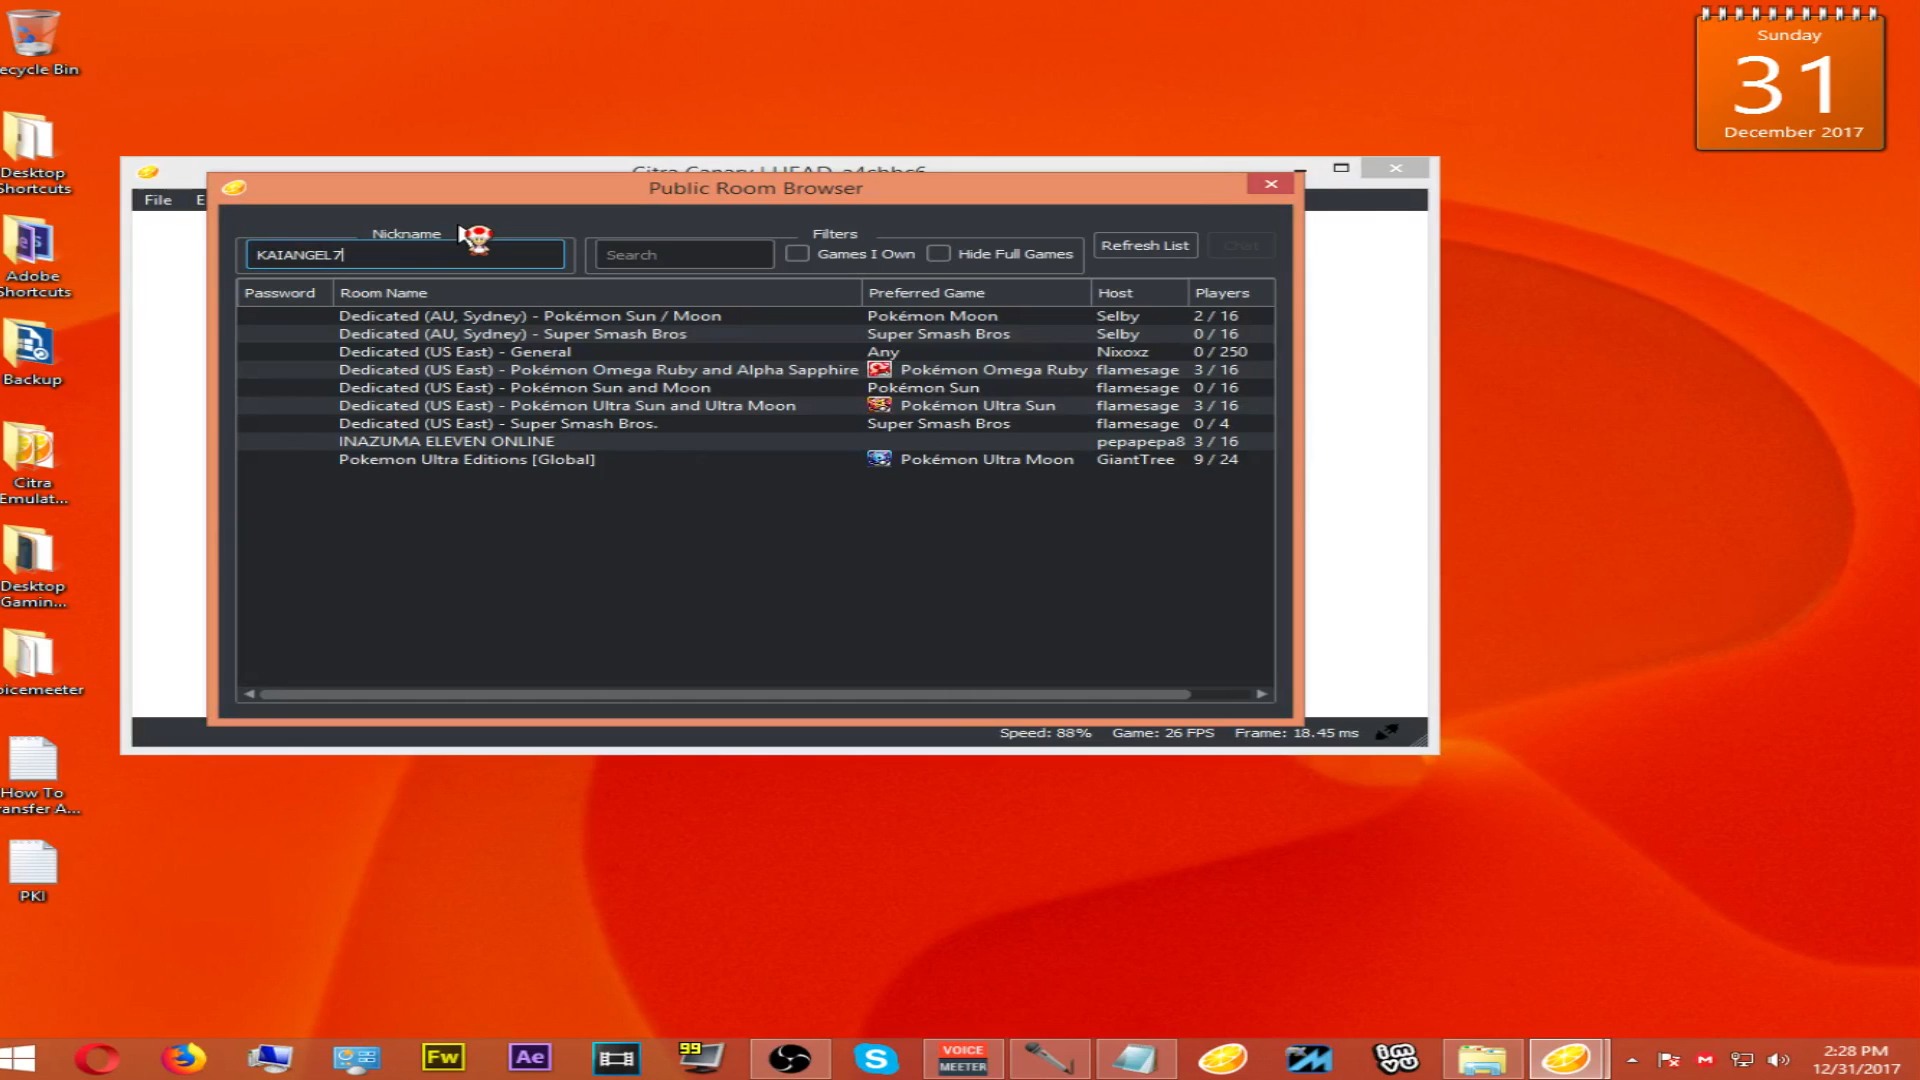 Sunday
31
December 2017
ecycle Bin
Desktop
Shortcuts
Adobe
Shortcuts
Backup
Citra
Emulat...
Desktop
Gamin...
oicemeeter
How To
ansfer A...
PKI
Citra Canary | HEAD-a4cbbc6
File E
Public Room Browser
Nickname
KAIANGEL7
Filters
Search
Games I Own
Hide Full Games
Refresh List
Chat
Password Room Name Preferred Game Host Players
Dedicated (AU, Sydney) - Pokémon Sun / Moon Pokémon Moon Selby 2 / 16
Dedicated (AU, Sydney) - Super Smash Bros Super Smash Bros Selby 0 / 16
Dedicated (US East) - General Any Nixoxz 0 / 250
Dedicated (US East) - Pokémon Omega Ruby and Alpha Sapphire Pokémon Omega Ruby flamesage 3 / 16
Dedicated (US East) - Pokémon Sun and Moon Pokémon Sun flamesage 0 / 16
Dedicated (US East) - Pokémon Ultra Sun and Ultra Moon Pokémon Ultra Sun flamesage 3 / 16
Dedicated (US East) - Super Smash Bros. Super Smash Bros flamesage 0 / 4
INAZUMA ELEVEN ONLINE pepapepa8 3 / 16
Pokemon Ultra Editions [Global] Pokémon Ultra Moon GiantTree 9 / 24
Speed: 88% Game: 26 FPS Frame: 18.45 ms
Fw
Ae
99
S
VOICE
MEETER
2:28 PM
12/31/2017